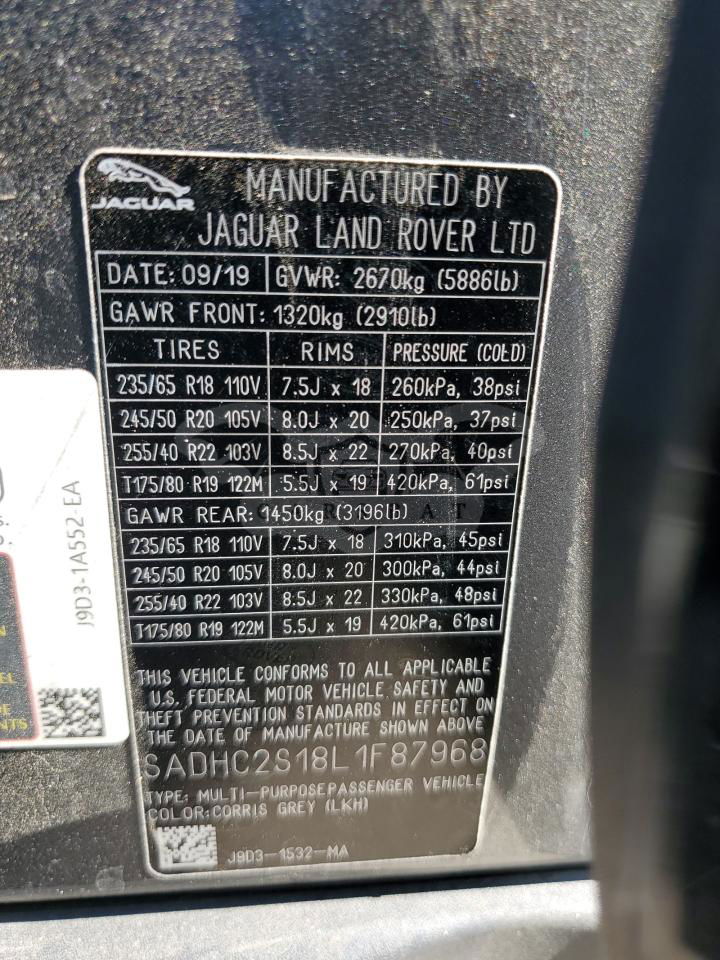 JAGUAR
MANUFACTURED BY
JAGUAR LAND ROVER LTD
DATE: 09/19 GVWR: 2670kg (5886lb)
GAWR FRONT: 1320kg (2910lb)
TIRES RIMS PRESSURE (COLD)
235/65 R18 110V 7.5J x 18 260kPa, 38psi
245/50 R20 105V 8.0J x 20 250kPa, 37psi
255/40 R22 103V 8.5J x 22 270kPa, 40psi
T175/80 R19 122M 5.5J x 19 420kPa, 61psi
GAWR REAR: 1450kg (3196lb)
235/65 R18 110V 7.5J x 18 310kPa, 45psi
245/50 R20 105V 8.0J x 20 300kPa, 44psi
255/40 R22 103V 8.5J x 22 330kPa, 48psi
T175/80 R19 122M 5.5J x 19 420kPa, 61psi
THIS VEHICLE CONFORMS TO ALL APPLICABLE
U.S. FEDERAL MOTOR VEHICLE SAFETY AND
THEFT PREVENTION STANDARDS IN EFFECT ON
THE DATE OF MANUFACTURE SHOWN ABOVE
SADHC2S18L1F87968
TYPE: MULTI-PURPOSEPASSENGER VEHICLE
COLOR:CORRIS GREY (LKH)
J9D3-1532-MA
J9D3-1A552-EA